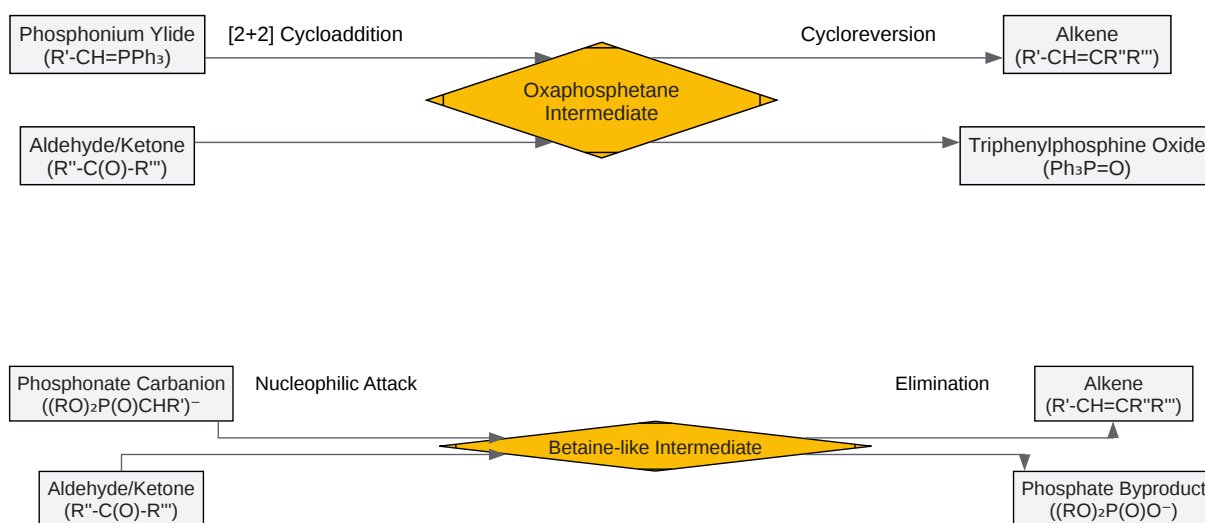 Phosphonium Ylide
(R'-CH=PPh₃)
[2+2] Cycloaddition
Cycloreversion
Alkene
(R'-CH=CR"R''')
Oxaphosphetane
Intermediate
Aldehyde/Ketone
(R''-C(O)-R''')
Triphenylphosphine Oxide
(Ph₃P=O)
Phosphonate Carbanion
((RO)₂P(O)CHR')⁻
Nucleophilic Attack
Elimination
Alkene
(R'-CH=CR"R''')
Betaine-like Intermediate
Aldehyde/Ketone
(R''-C(O)-R''')
Phosphate Byproduct
((RO)₂P(O)O⁻)